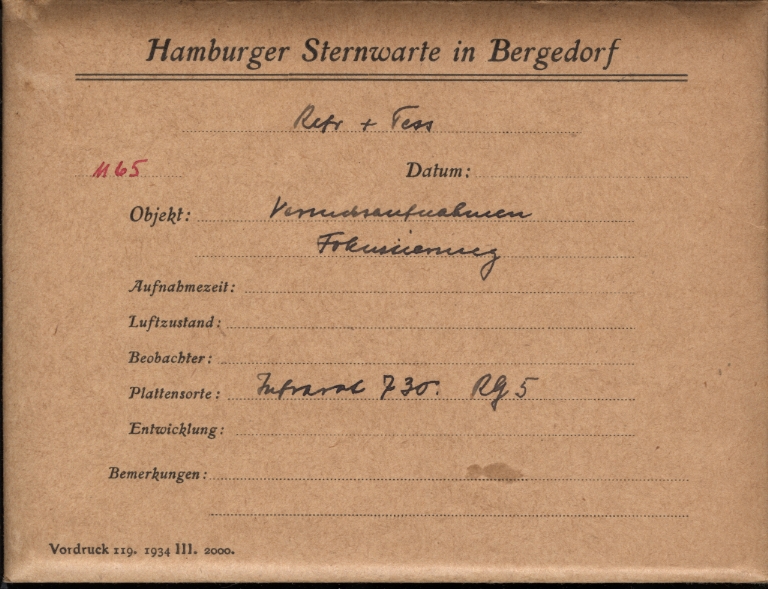 Hamburger Sternwarte in Bergedorf
Refr + Tess
M 65 Datum:
Objekt: Versuchsaufnahmen
Fokussierung
Aufnahmezeit:
Luftzustand:
Beobachter:
Plattensorte: Infrarot 730. RG 5
Entwicklung:
Bemerkungen:
Vordruck 119. 1934 III. 2000.